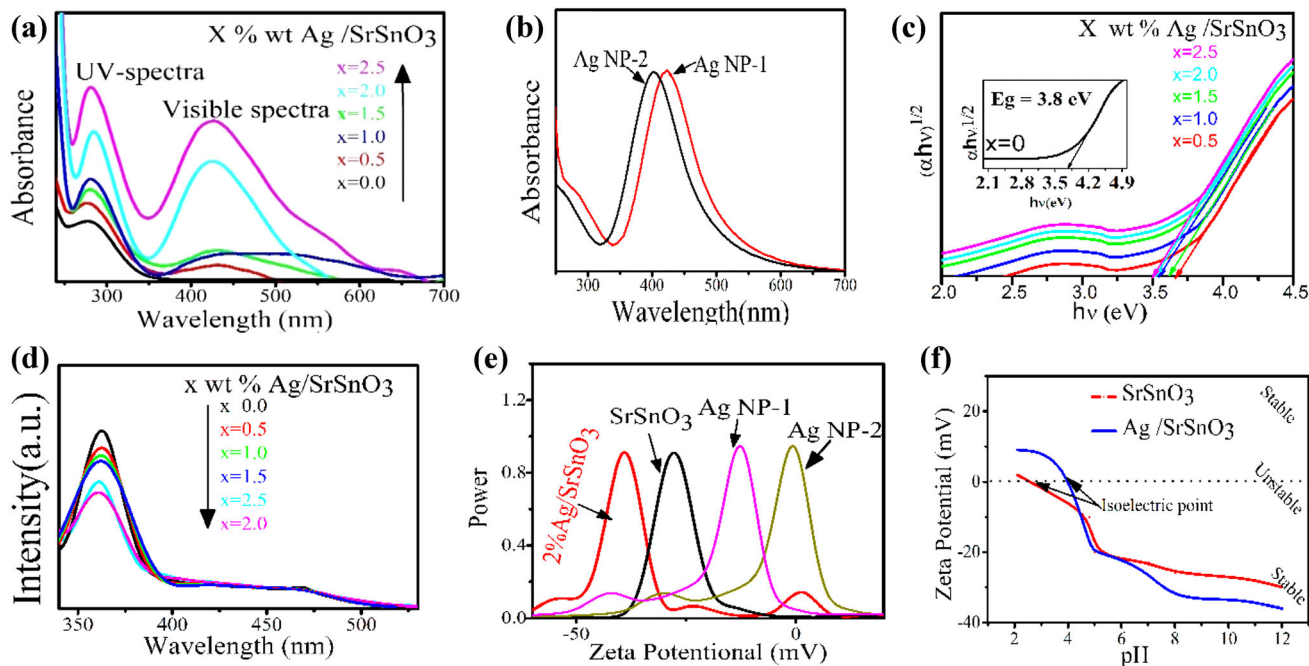 (a)
X % wt Ag /SrSnO3
UV-spectra
Visible spectra
x=2.5
x=2.0
x=1.5
x=1.0
x=0.5
x=0.0
Absorbance
300 400 500 600 700
Wavelength (nm)
(b)
Ag NP-2
Ag NP-1
Absorbance
300 400 500 600 700
Wavelength(nm)
(c)
X wt % Ag /SrSnO3
x=2.5
x=2.0
x=1.5
x=1.0
x=0.5
Eg = 3.8 eV
x=0
αhν)1/2
2.1 2.8 3.5 4.2 4.9
hν(eV)
(αhν)1/2
2.0 2.5 3.0 3.5 4.0 4.5
hν (eV)
(d)
x wt % Ag/SrSnO3
x 0.0
x=0.5
x=1.0
x=1.5
x=2.5
x=2.0
Intensity(a.u.)
350 400 450 500
Wavelength (nm)
(e)
SrSnO3
Ag NP-1
Ag NP-2
2%Ag/SrSnO3
Power
1.2
0.8
0.4
0.0
-50 0
Zeta Potentional (mV)
(f)
SrSnO3
Ag /SrSnO3
Stable
Unstable
Stable
Isoelectric point
Zeta Potential (mV)
20
0
-20
-40
2 4 6 8 10 12
pH